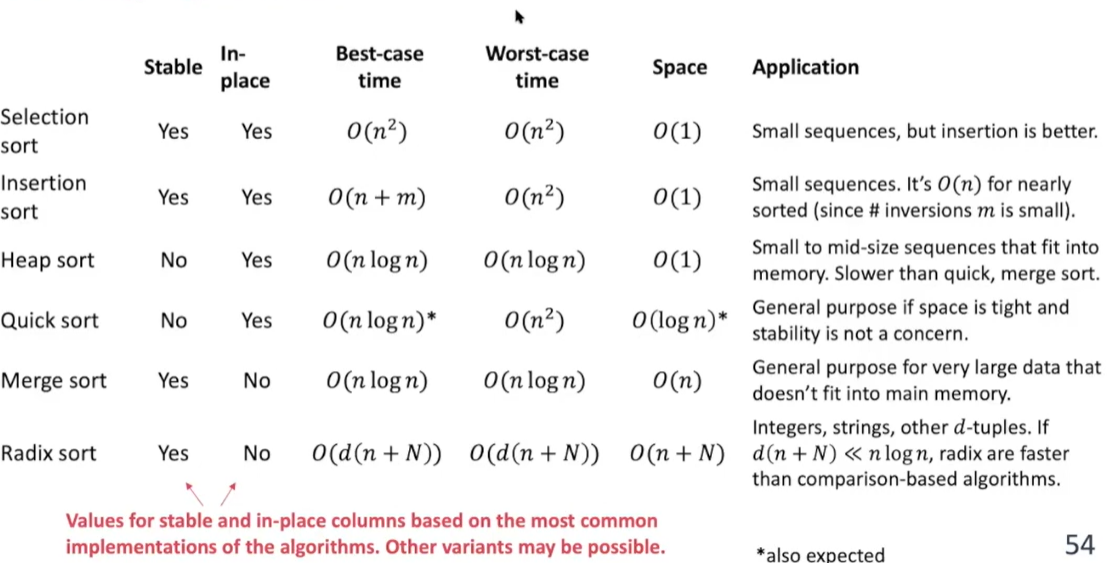 Stable In-place Best-case time Worst-case time Space Application
Selection sort Yes Yes O(n²) O(n²) O(1) Small sequences, but insertion is better.
Insertion sort Yes Yes O(n + m) O(n²) O(1) Small sequences. It's O(n) for nearly sorted (since # inversions m is small).
Heap sort No Yes O(n log n) O(n log n) O(1) Small to mid-size sequences that fit into memory. Slower than quick, merge sort.
Quick sort No Yes O(n log n)* O(n²) O(log n)* General purpose if space is tight and stability is not a concern.
Merge sort Yes No O(n log n) O(n log n) O(n) General purpose for very large data that doesn't fit into main memory.
Radix sort Yes No O(d(n + N)) O(d(n + N)) O(n + N) Integers, strings, other d-tuples. If d(n + N) ≪ n log n, radix are faster than comparison-based algorithms.
Values for stable and in-place columns based on the most common
implementations of the algorithms. Other variants may be possible.
*also expected
54